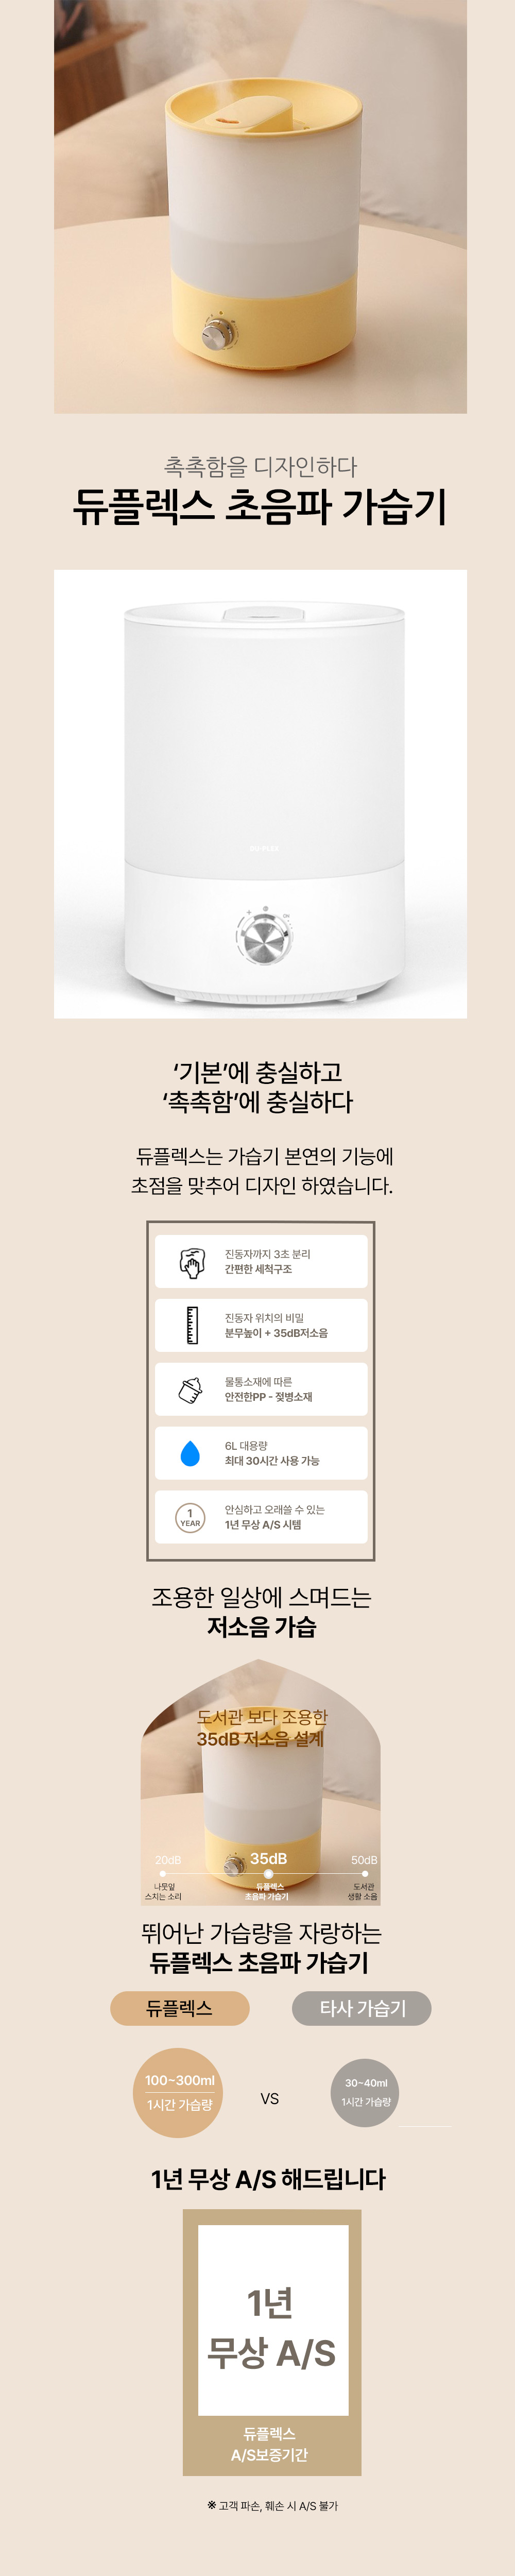 촉촉함을 디자인하다
듀플렉스 초음파 가습기
ON
'기본'에 충실하고
'촉촉함'에 충실하다
듀플렉스는 가습기 본연의 기능에
초점을 맞추어 디자인 하였습니다.
진동자까지 3초 분리
간편한 세척구조
진동자 위치의 비밀
분무높이 + 35dB저소음
물통소재에 따른
안전한PP - 젖병소재
6L 대용량
최대 30시간 사용 가능
1
YEAR
안심하고 오래쓸 수 있는
1년 무상 A/S 시템
조용한 일상에 스며드는
저소음 가습
도서관 보다 조용한
35dB 저소음 설계
20dB 35dB 50dB
나뭇잎 듀플렉스 도서관
스치는 소리 초음파 가습기 생활 소음
뛰어난 가습량을 자랑하는
듀플렉스 초음파 가습기
듀플렉스 타사 가습기
100~300ml
1시간 가습량
VS
30~40ml
1시간 가습량
1년 무상 A/S 해드립니다
1년
무상 A/S
듀플렉스
A/S보증기간
※ 고객 파손, 훼손 시 A/S 불가